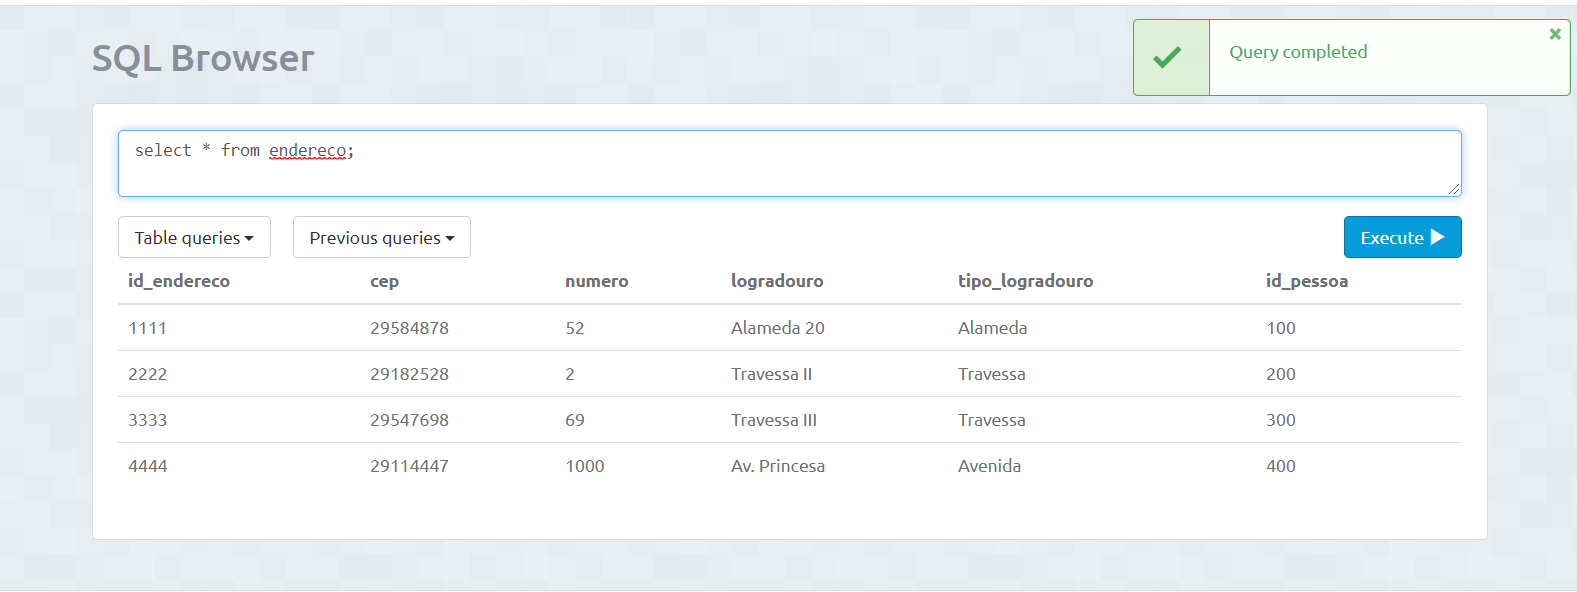 SQL Browser
Query completed
select * from endereco;
Table queries Previous queries Execute
id_endereco cep numero logradouro tipo_logradouro id_pessoa
1111 29584878 52 Alameda 20 Alameda 100
2222 29182528 2 Travessa II Travessa 200
3333 29547698 69 Travessa III Travessa 300
4444 29114447 1000 Av. Princesa Avenida 400